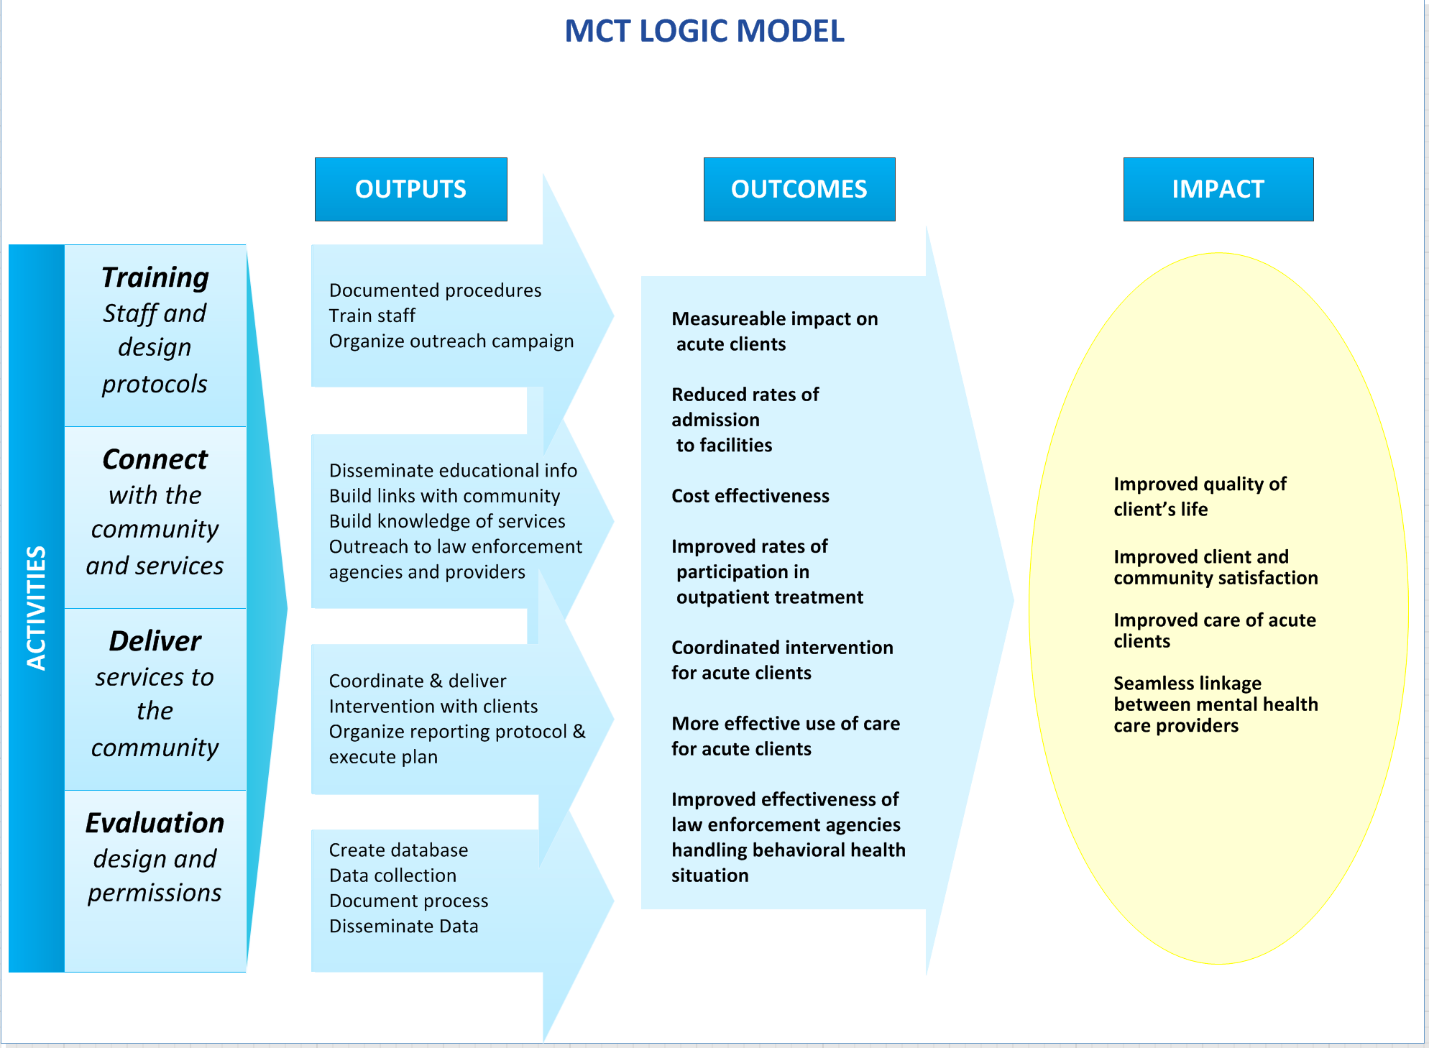 MCT LOGIC MODEL
OUTPUTS
OUTCOMES
IMPACT
ACTIVITIES
Training
Staff and
design
protocols
Connect
with the
community
and services
Deliver
services to
the
community
Evaluation
design and
permissions
Documented procedures
Train staff
Organize outreach campaign
Disseminate educational info
Build links with community
Build knowledge of services
Outreach to law enforcement
agencies and providers
Coordinate & deliver
Intervention with clients
Organize reporting protocol &
execute plan
Create database
Data collection
Document process
Disseminate Data
Measureable impact on
acute clients
Reduced rates of
admission
to facilities
Cost effectiveness
Improved rates of
participation in
outpatient treatment
Coordinated intervention
for acute clients
More effective use of care
for acute clients
Improved effectiveness of
law enforcement agencies
handling behavioral health
situation
Improved quality of
client’s life
Improved client and
community satisfaction
Improved care of acute
clients
Seamless linkage
between mental health
care providers